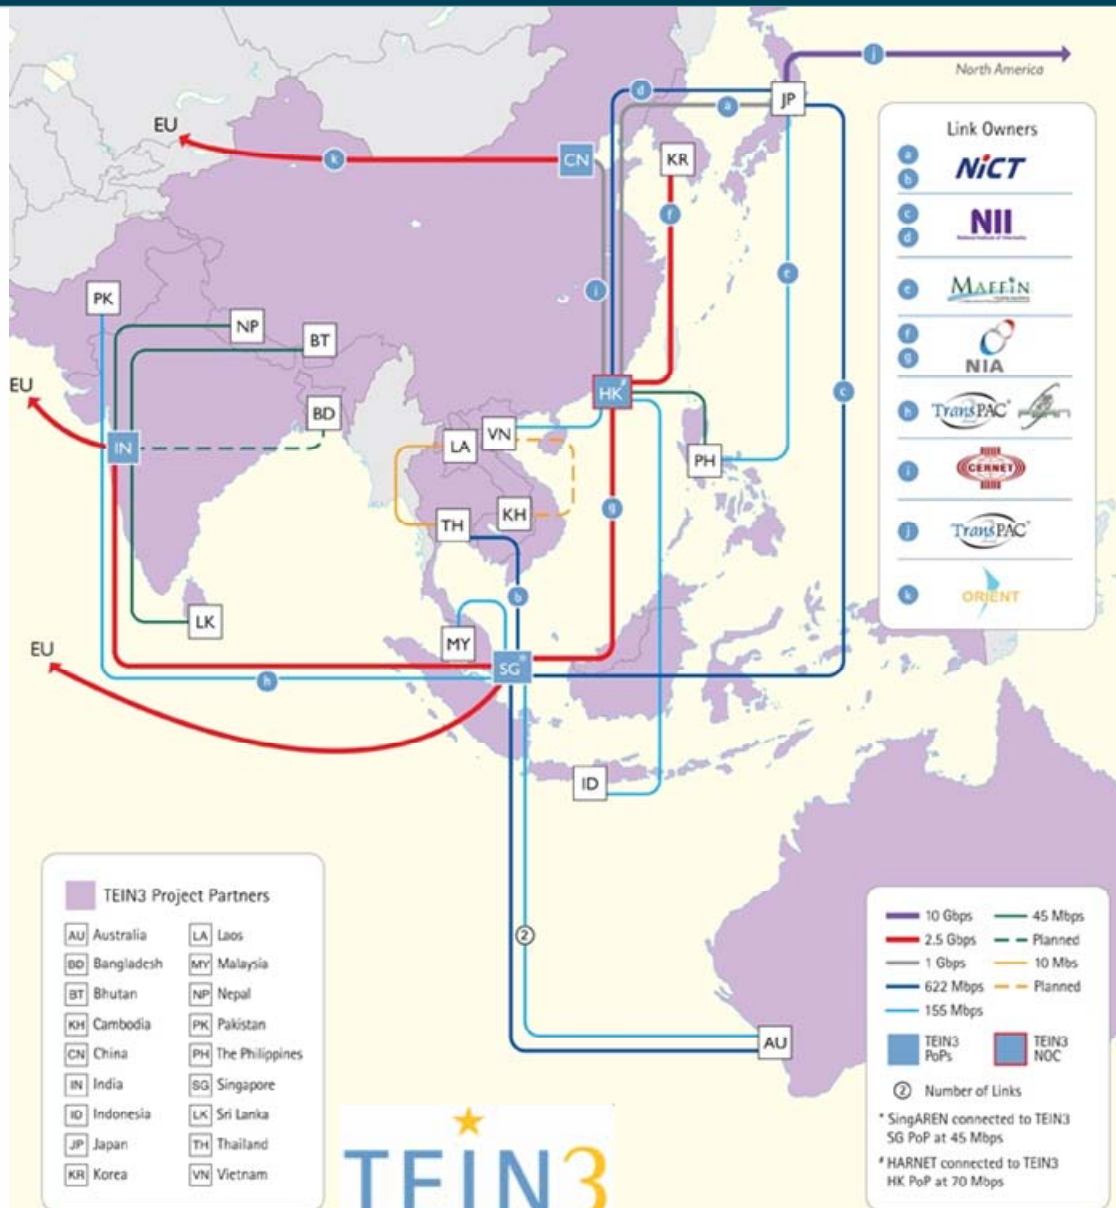 j
North America
EU
d
a
JP
k
CN
KR
f
e
i
PK
NP
BT
EU
HK#
c
BD
IN
LA
VN
PH
g
TH
KH
b
LK
MY
EU
SG*
h
ID
2
AU
Link Owners
a
b
NiCT
c
d
NII
e
MAFFIN
f
g
NIA
h
TransPAC2
i
CERNET
j
TransPAC2
k
ORIENT
TEIN3 Project Partners
AU Australia
BD Bangladesh
BT Bhutan
KH Cambodia
CN China
IN India
ID Indonesia
JP Japan
KR Korea
LA Laos
MY Malaysia
NP Nepal
PK Pakistan
PH The Philippines
SG Singapore
LK Sri Lanka
TH Thailand
VN Vietnam
TEIN3
10 Gbps
2.5 Gbps
1 Gbps
622 Mbps
155 Mbps
45 Mbps
Planned
10 Mbs
Planned
TEIN3
PoPs
TEIN3
NOC
2 Number of Links
* SingAREN connected to TEIN3
SG PoP at 45 Mbps
# HARNET connected to TEIN3
HK PoP at 70 Mbps